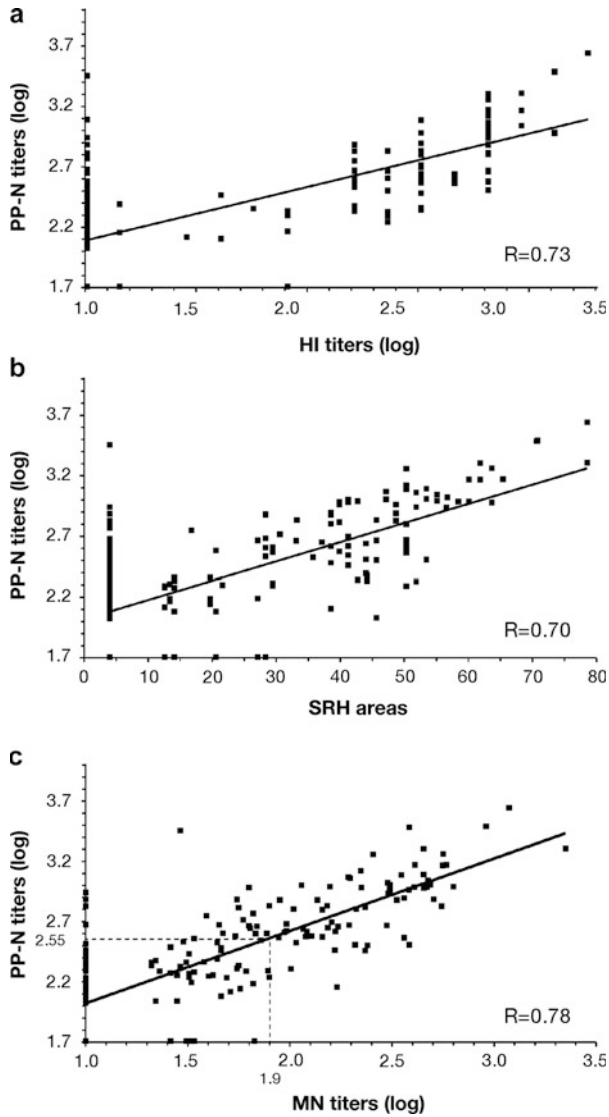 a
PP-N titers (log)
3.7
3.2
2.7
2.2
1.7
R=0.73
1.0 1.5 2.0 2.5 3.0 3.5
HI titers (log)
b
PP-N titers (log)
3.7
3.2
2.7
2.2
1.7
R=0.70
0 10 20 30 40 50 60 70 80
SRH areas
c
PP-N titers (log)
3.7
3.2
2.7
2.55
2.2
1.7
R=0.78
1.0 1.5 2.0 2.5 3.0 3.5
1.9
MN titers (log)